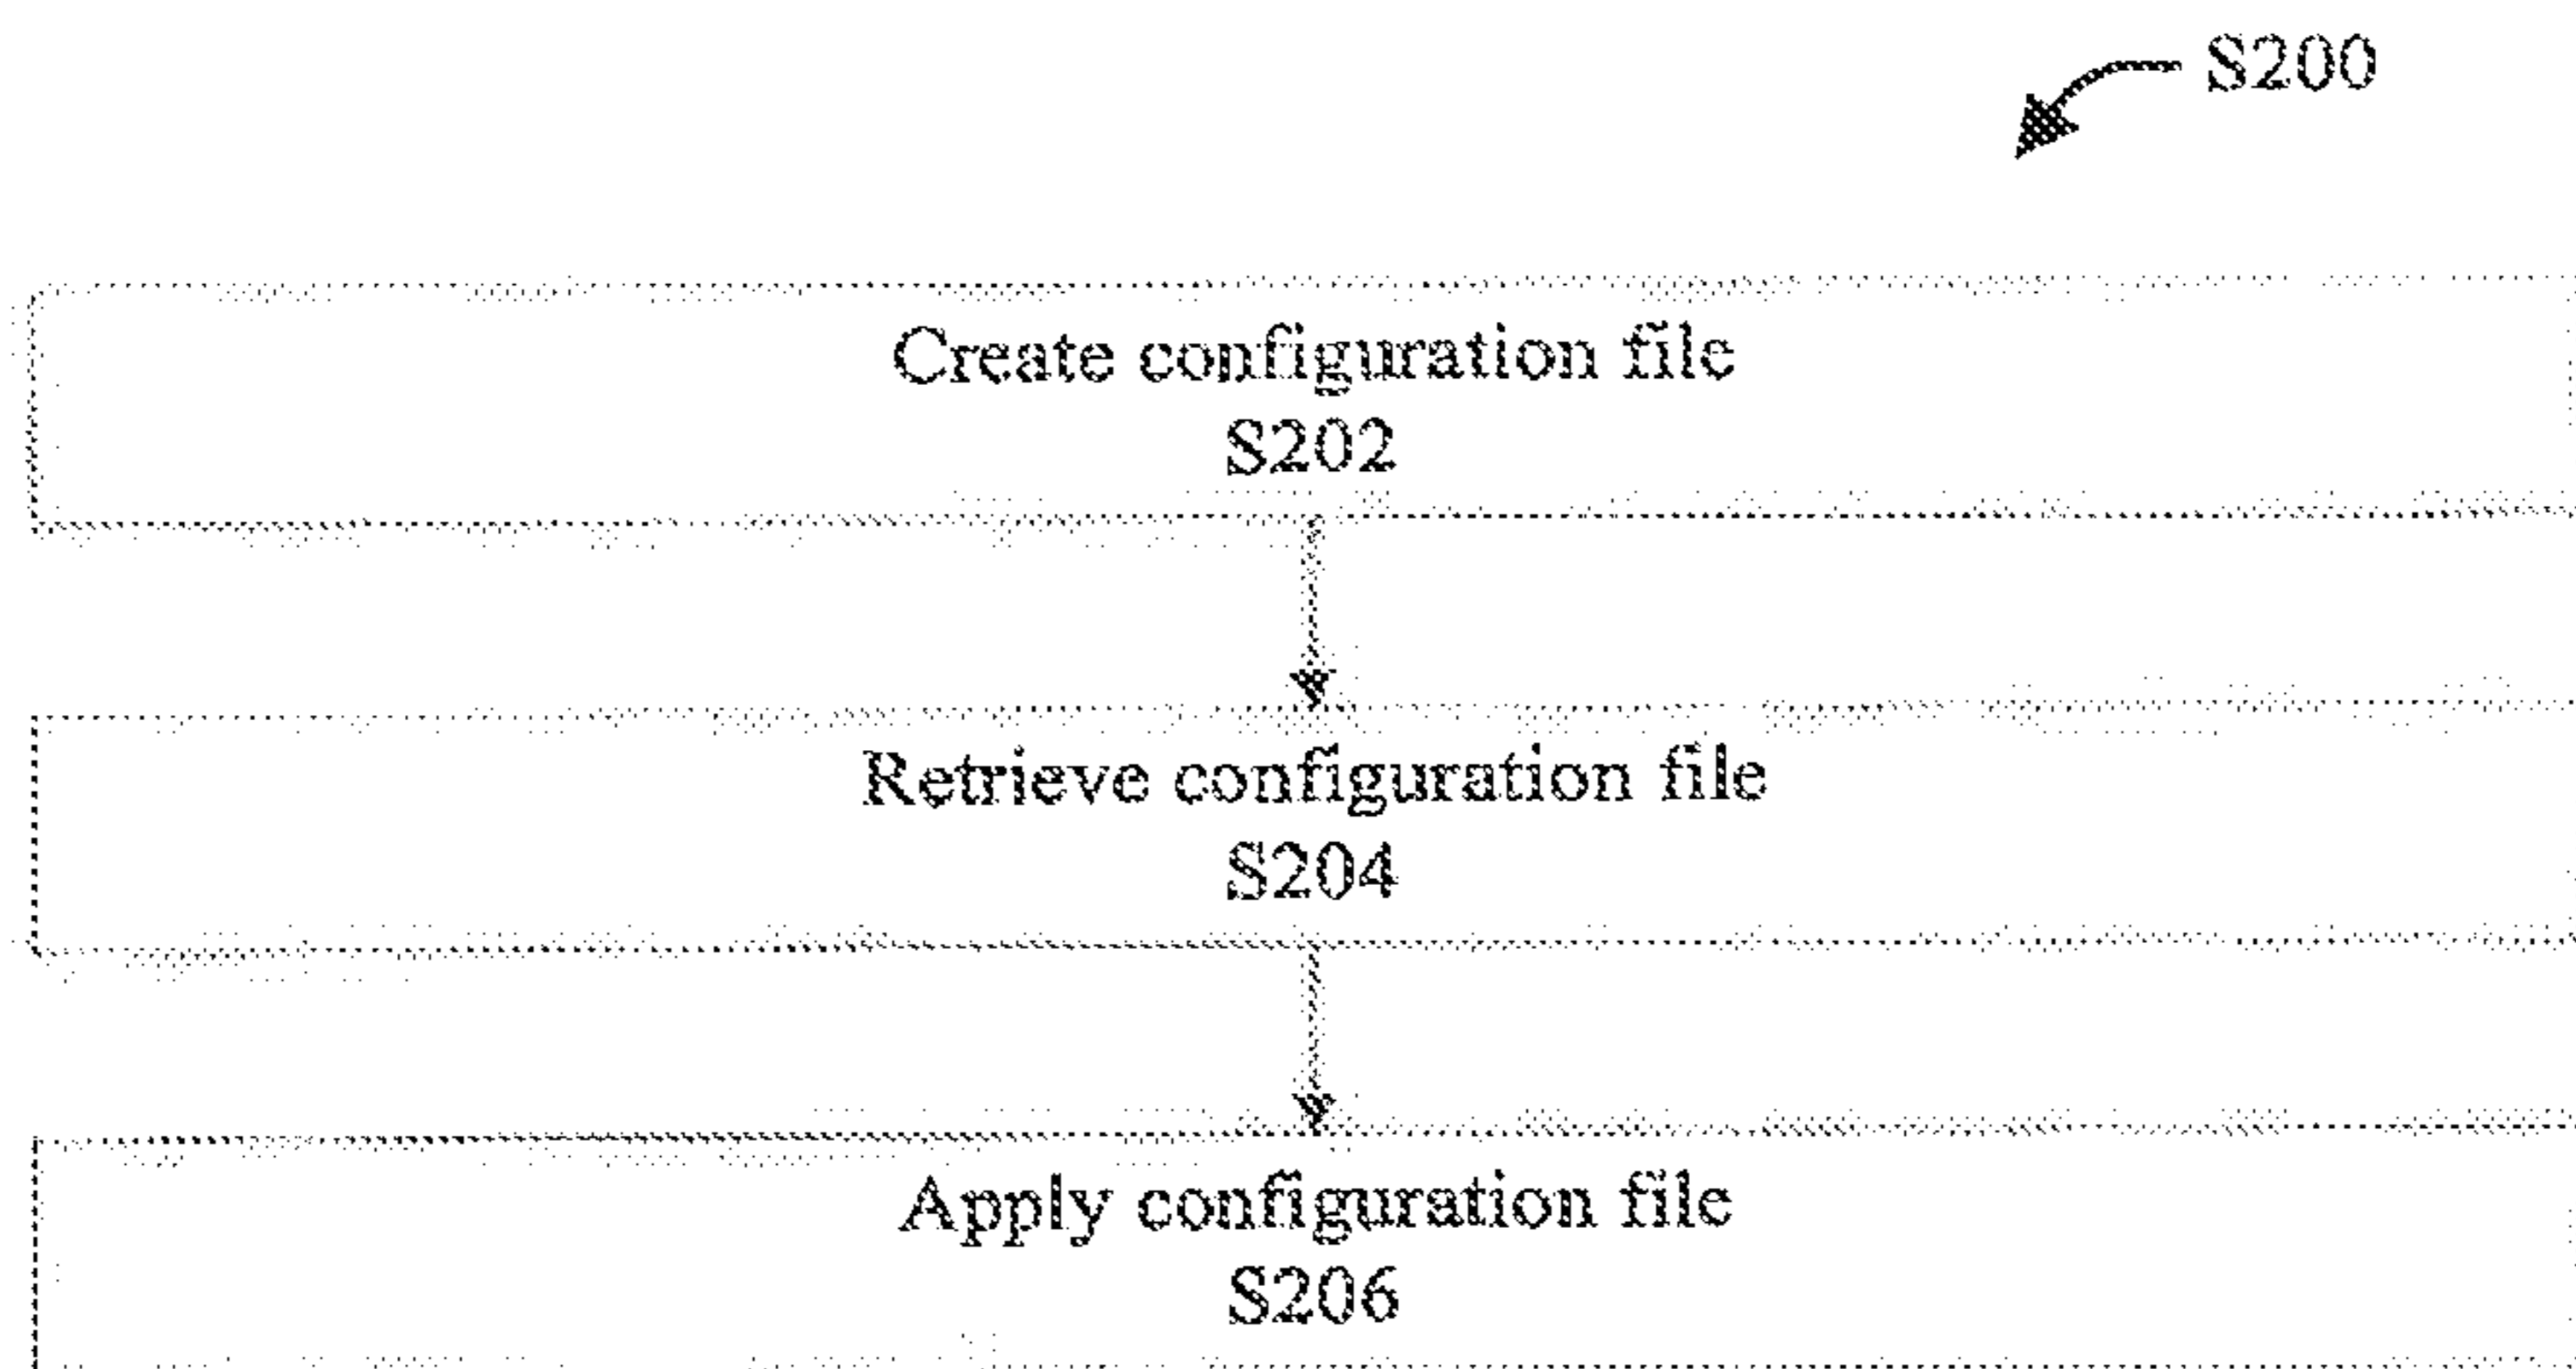 S200
Create configuration file
S202
Retrieve configuration file
S204
Apply configuration file
S206